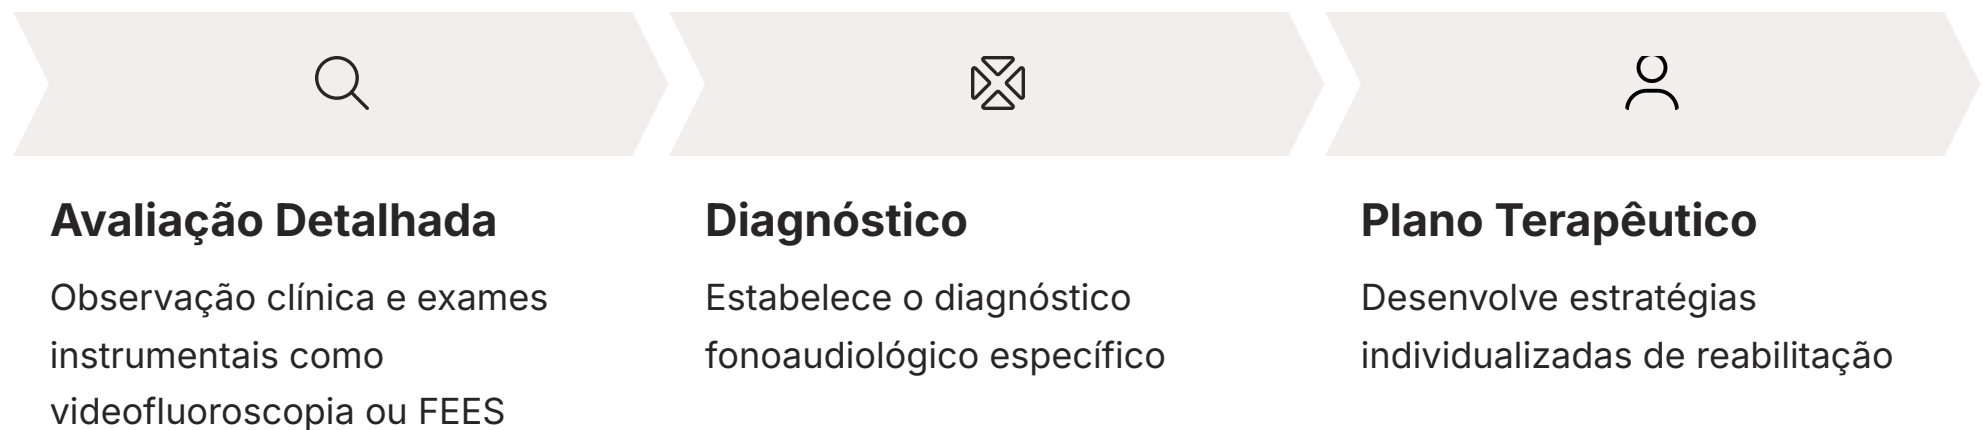 Avaliação Detalhada
Observação clínica e exames
instrumentais como
videofluoroscopia ou FEES
Diagnóstico
Estabelece o diagnóstico
fonoaudiológico específico
Plano Terapêutico
Desenvolve estratégias
individualizadas de reabilitação